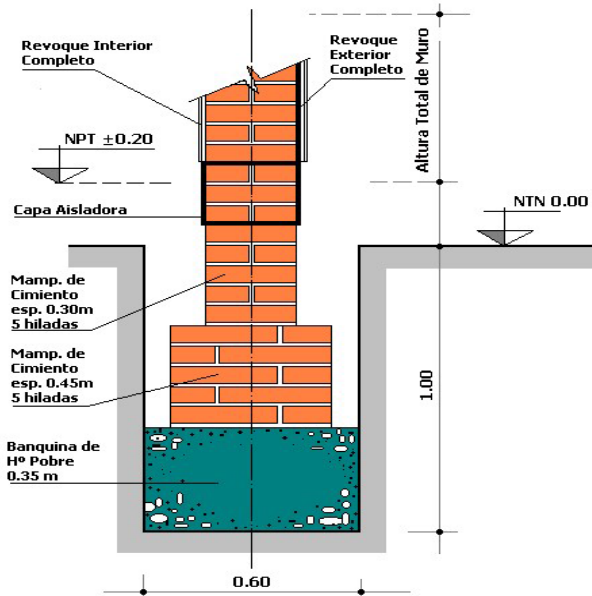 Revoque Interior
Completo
Revoque
Exterior
Completo
Altura Total de Muro
NPT ±0.20
NTN 0.00
Capa Aisladora
Mamp. de
Cimiento
esp. 0.30m
5 hiladas
Mamp. de
Cimiento
esp. 0.45m
5 hiladas
1.00
Banquina de
Hº Pobre
0.35 m
0.60